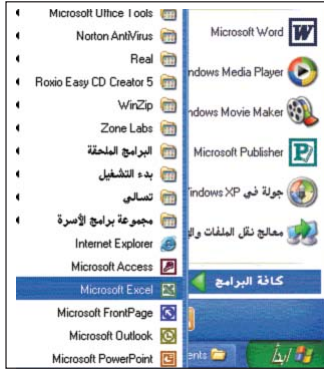 Microsoft Word
ndows Media Player
ndows Movie Maker
Microsoft Publisher
جولة في indows XP
معالج نقل الملفات وال
كافة البرامج
ابدأ
ents
Microsoft Office Tools
Norton AntiVirus
Real
Roxio Easy CD Creator 5
WinZip
Zone Labs
البرامج الملحقة
بدء التشغيل
تسالي
مجموعة برامج الأسرة
Internet Explorer
Microsoft Access
Microsoft Excel
Microsoft FrontPage
Microsoft Outlook
Microsoft PowerPoint